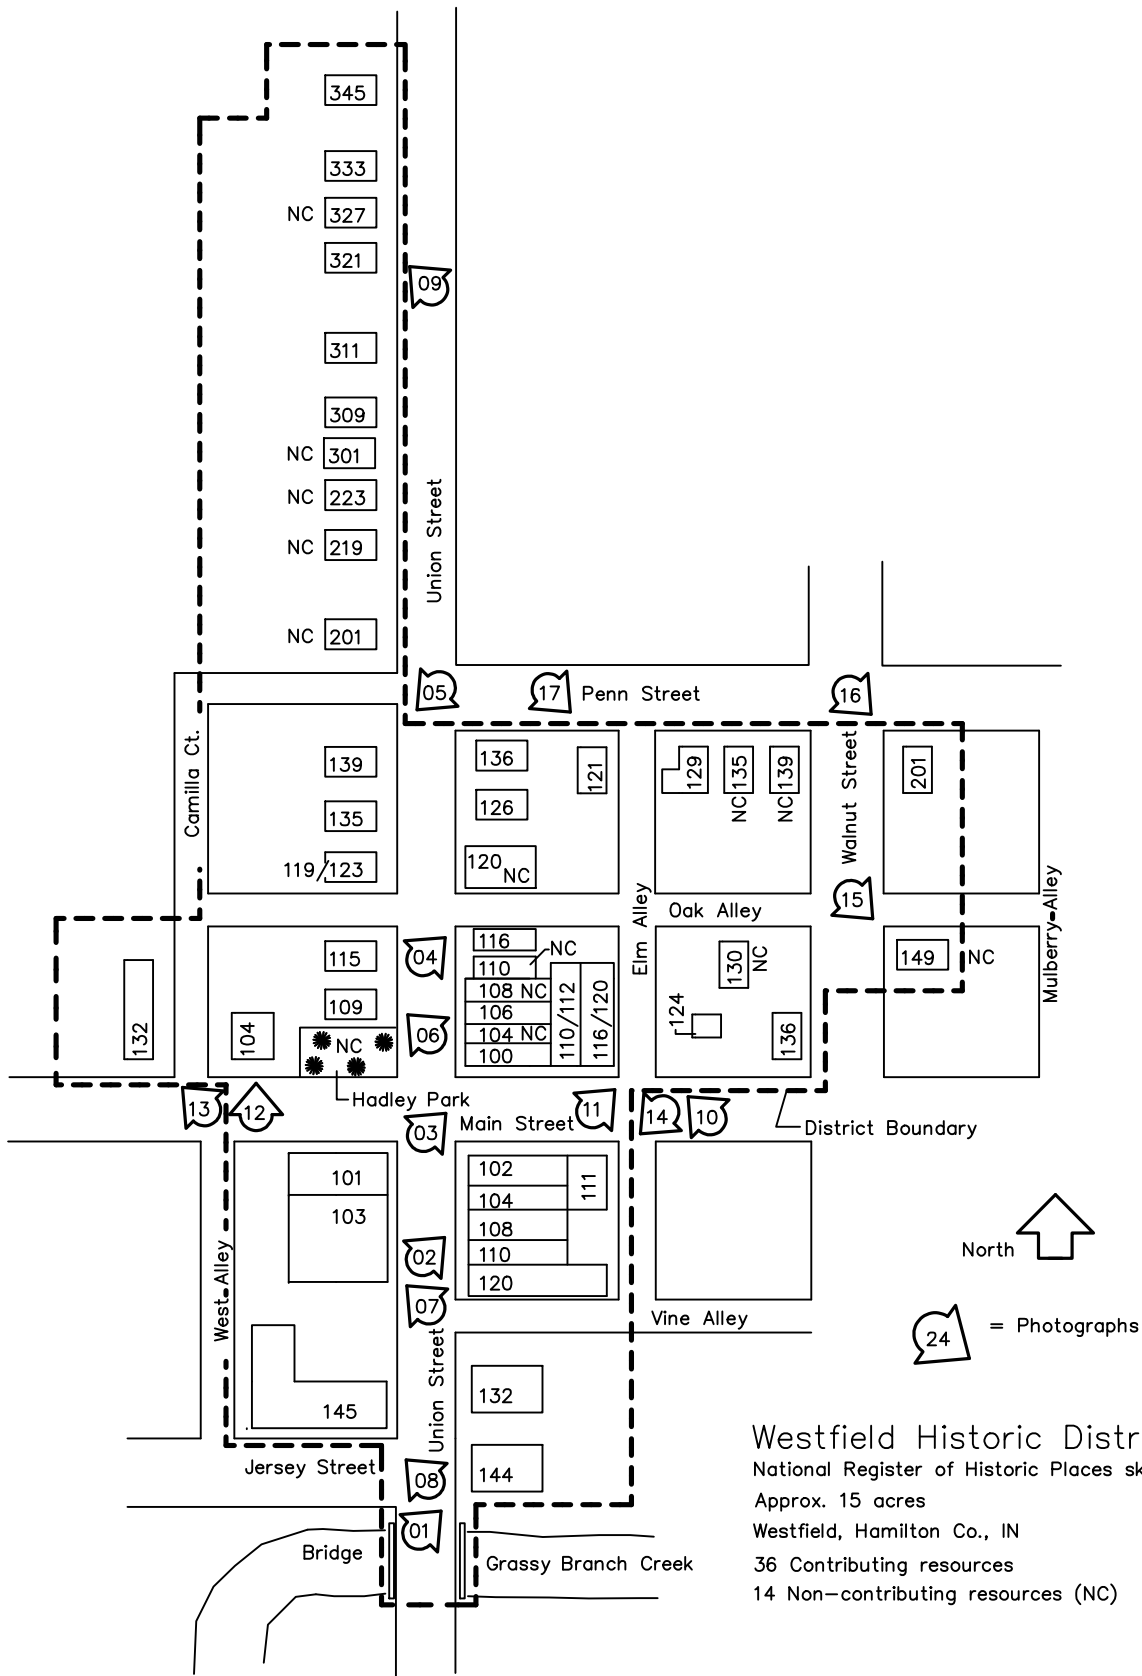 345
333
NC 327
321
09
311
309
NC 301
NC 223
NC 219
Union Street
NC 201
05
17
Penn Street
16
Camilla Ct.
139
135
119/123
136
126
120 NC
121
129
NC 135
NC 139
Walnut Street
201
15
Elm Alley
Oak Alley
Mulberry Alley
132
104
115
109
NC
Hadley Park
04
06
116
110
NC
108 NC
106
104 NC
100
110/112
116/120
124
130 NC
136
149 NC
13
12
03
11
14
10
Main Street
District Boundary
101
103
West Alley
145
102
104
108
110
120
111
02
07
Union Street
Vine Alley
North
24 = Photographs
132
144
Jersey Street
08
01
Bridge
Grassy Branch Creek
Westfield Historic Distr
National Register of Historic Places sk
Approx. 15 acres
Westfield, Hamilton Co., IN
36 Contributing resources
14 Non-contributing resources (NC)